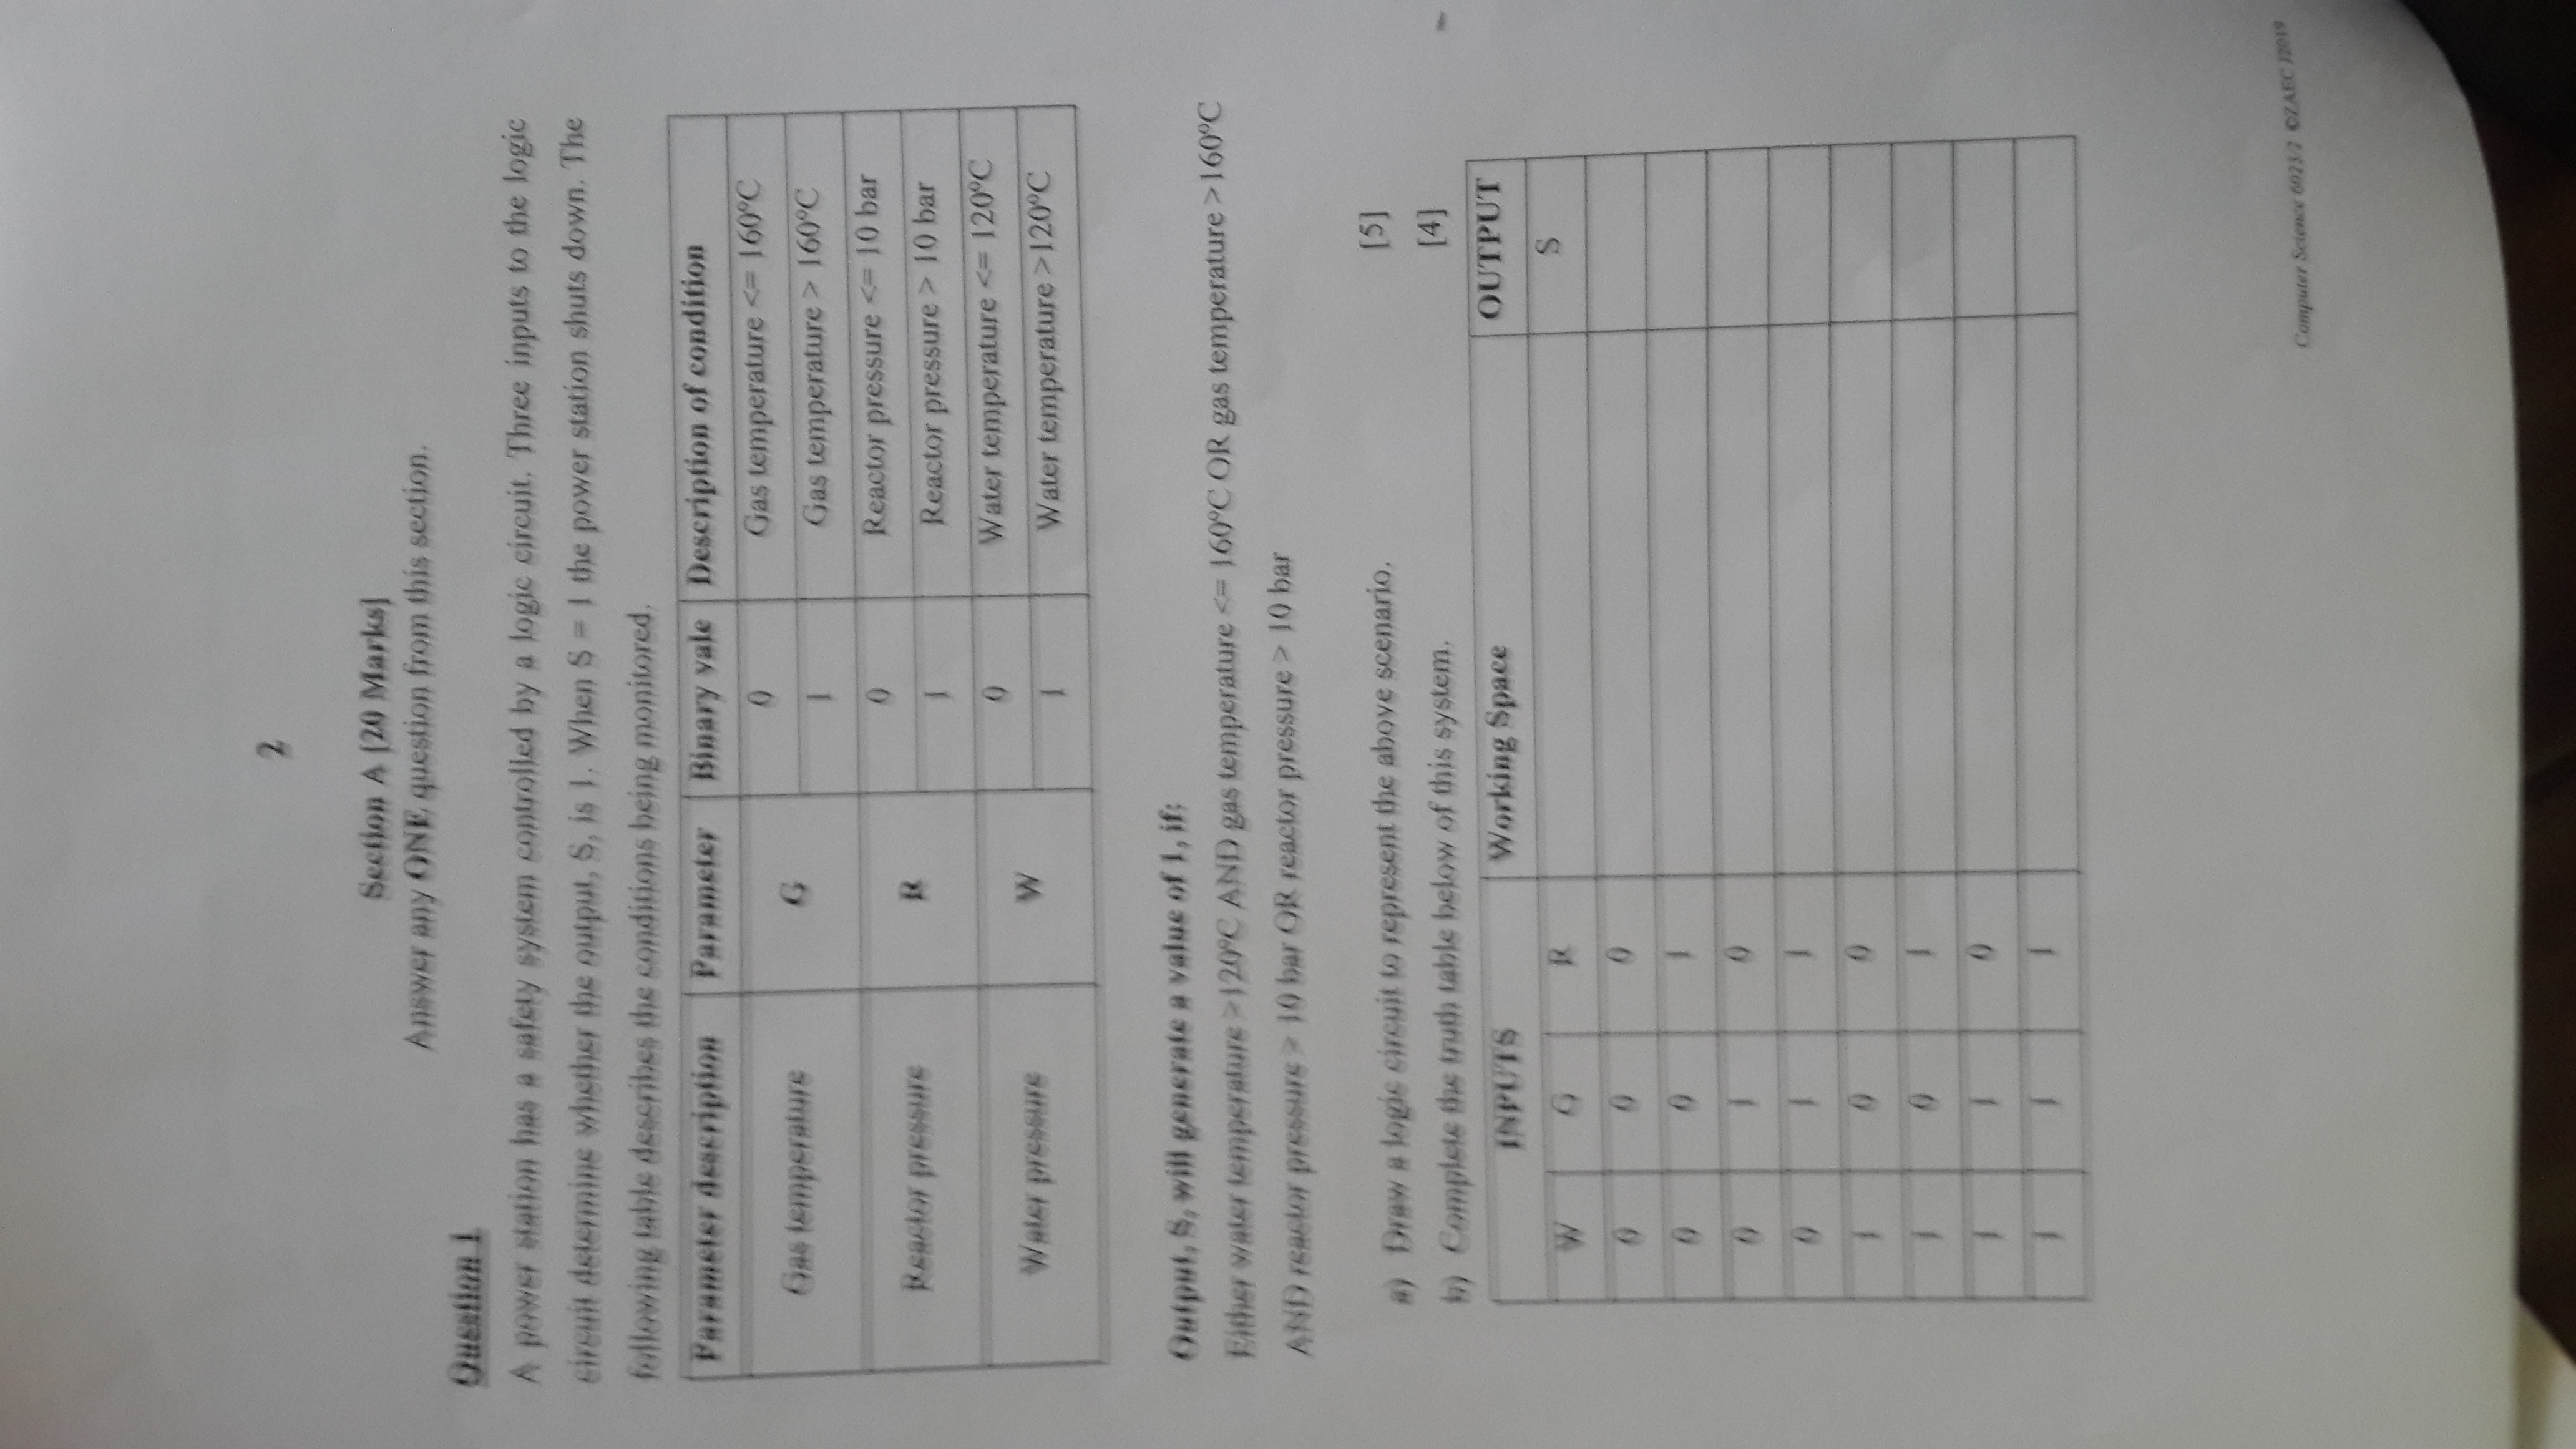 2
Section A [20 Marks]
Answer any ONE question from this section.
Question 1
A power station has a safety system controlled by a logic circuit. Three inputs to the logic
circuit determine whether the output, S, is 1. When S = 1 the power station shuts down. The
following table describes the conditions being monitored.
Parameter description Parameter Binary vale Description of condition
Gas temperature G 0 Gas temperature <= 160°C
1 Gas temperature > 160°C
Reactor pressure R 0 Reactor pressure <= 10 bar
1 Reactor pressure > 10 bar
Water pressure W 0 Water temperature <= 120°C
1 Water temperature >120°C
Output, S, will generate a value of 1, if:
Either water temperature >120°C AND gas temperature <= 160°C OR gas temperature >160°C
AND reactor pressure > 10 bar OR reactor pressure > 10 bar
a) Draw a logic circuit to represent the above scenario. [5]
b) Complete the truth table below of this system. [4]
INPUTS Working Space OUTPUT
W G R S
0 0 0
0 0 1
0 1 0
0 1 1
1 0 0
1 0 1
1 1 0
1 1 1
Computer Science 6023/2 ©ZAEC J2019